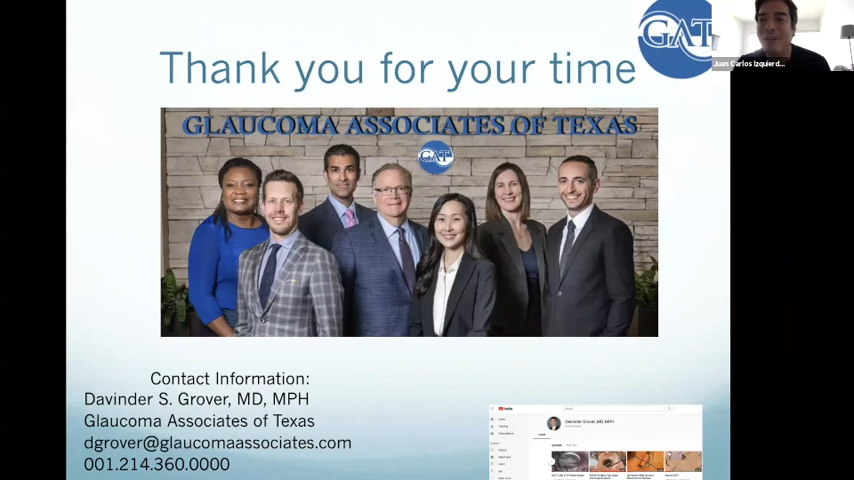 Thank you for your time
GAT
Juan Carlos Izquierd...
GLAUCOMA ASSOCIATES OF TEXAS
GAT
Contact Information:
Davinder S. Grover, MD, MPH
Glaucoma Associates of Texas
dgrover@glaucomaassociates.com
001.214.360.0000
Davinder Grover, MD, MPH